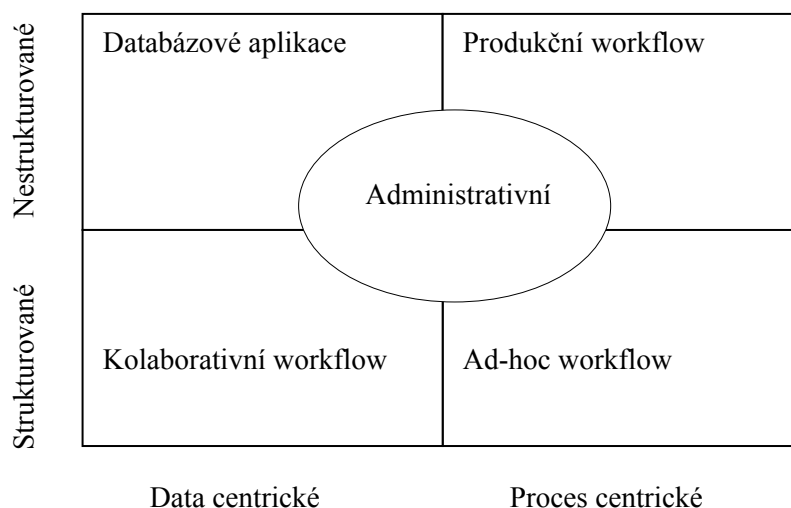 Nestrukturované
Databázové aplikace
Produkční workflow
Administrativní
Strukturované
Kolaborativní workflow
Ad-hoc workflow
Data centrické
Proces centrické